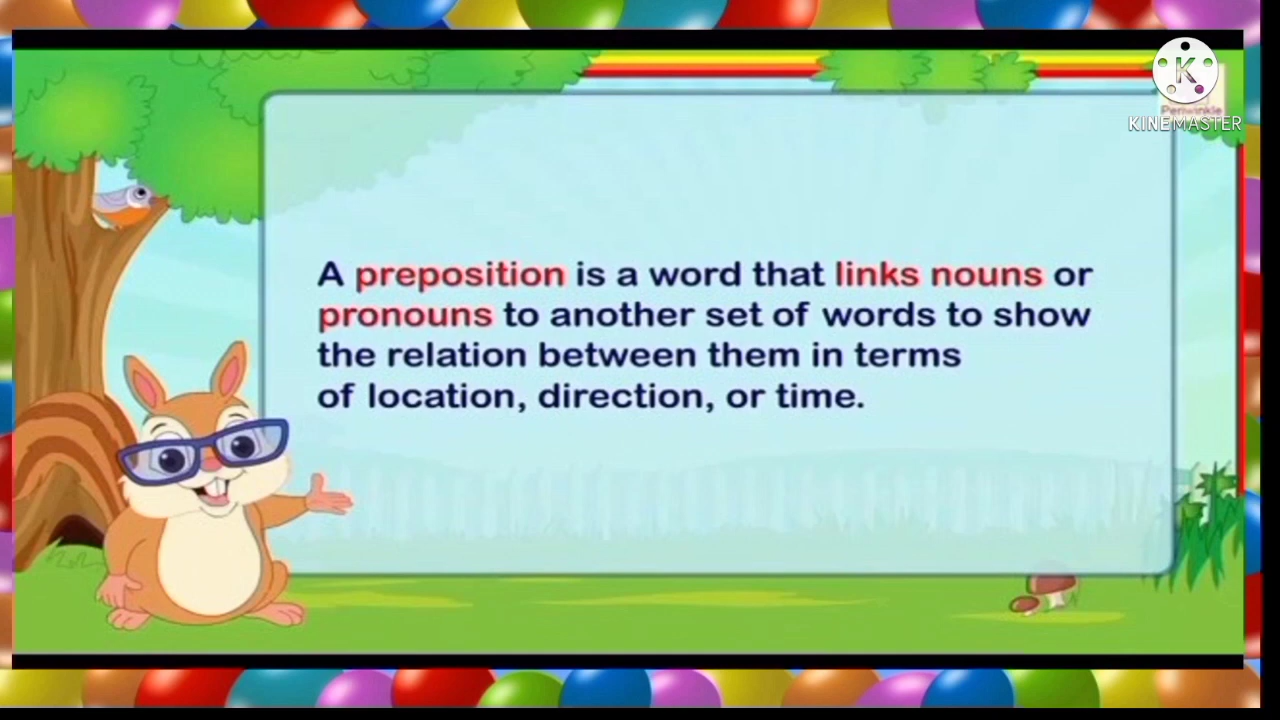 K
Periwinkle
KINEMASTER
A preposition is a word that links nouns or
pronouns to another set of words to show
the relation between them in terms
of location, direction, or time.